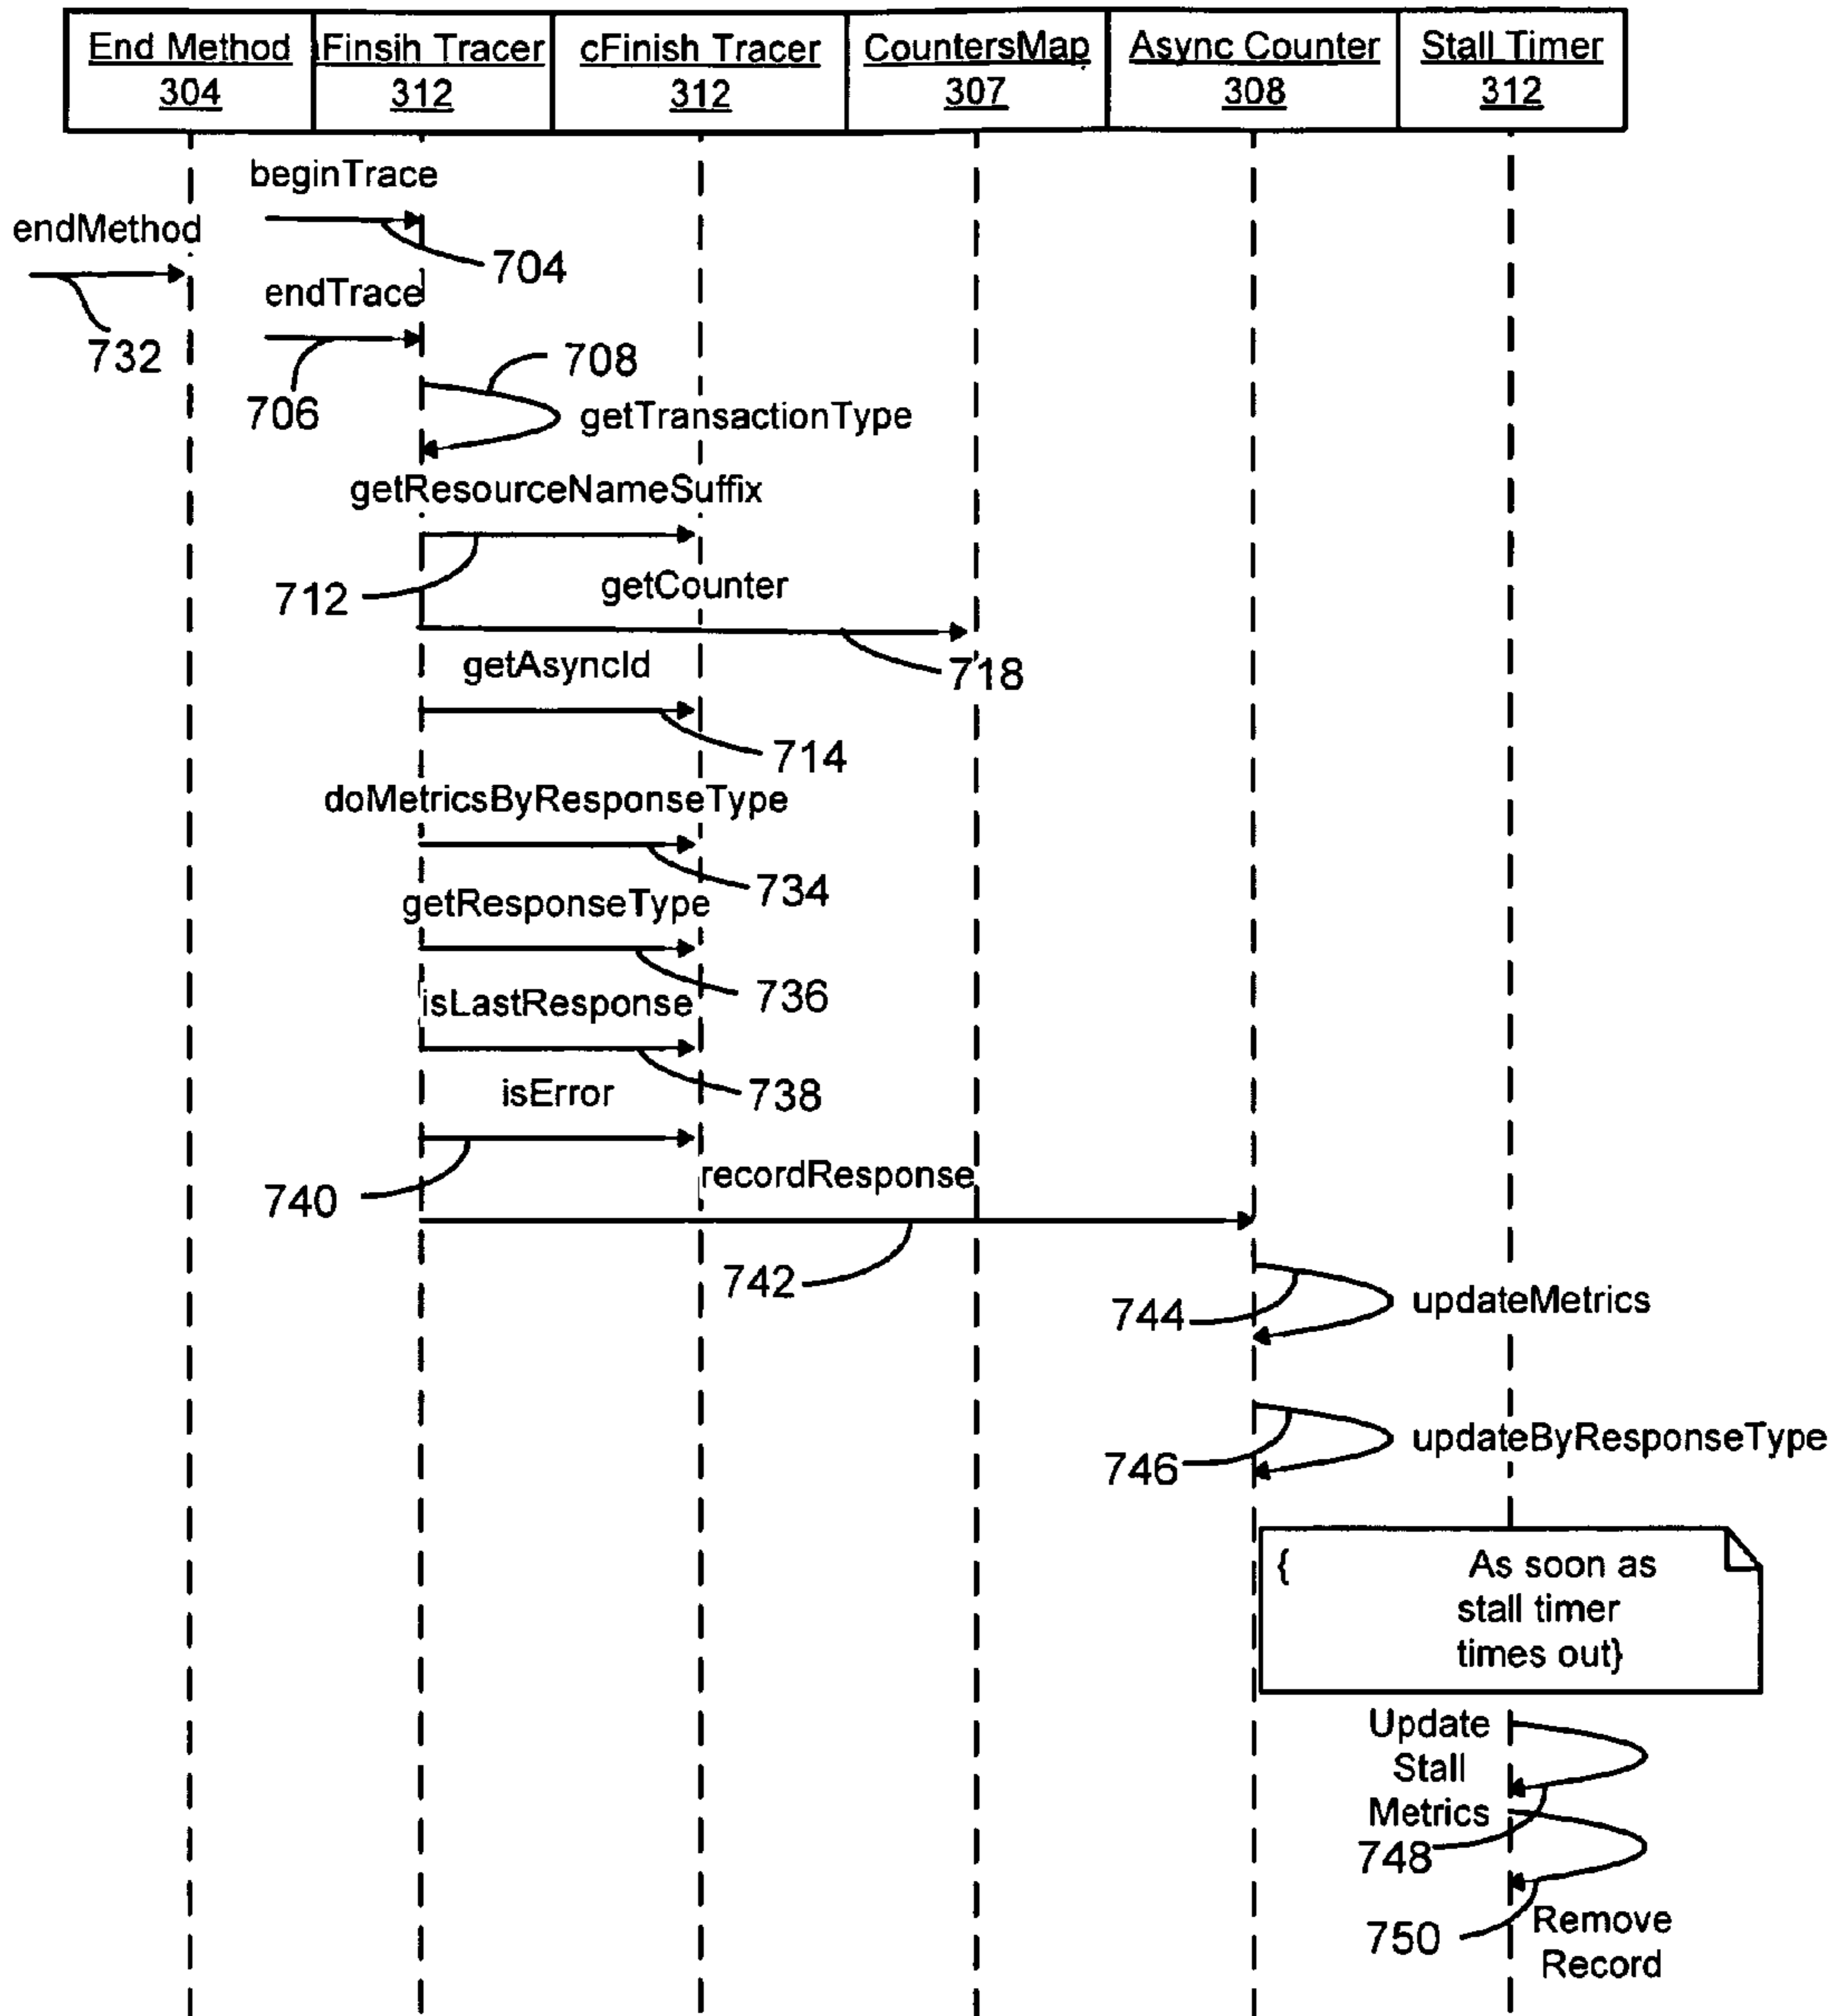 End Method
304
Finsih Tracer
312
cFinish Tracer
312
CountersMap
307
Async Counter
308
Stall Timer
312
beginTrace
endMethod
704
endTrace
732
708
706
getTransactionType
getResourceNameSuffix
712
getCounter
getAsyncId
718
714
doMetricsByResponseType
734
getResponseType
736
isLastResponse
isError
738
recordResponse
740
742
744
updateMetrics
updateByResponseType
746
{ As soon as
stall timer
times out}
Update
Stall
Metrics
748
750
Remove
Record